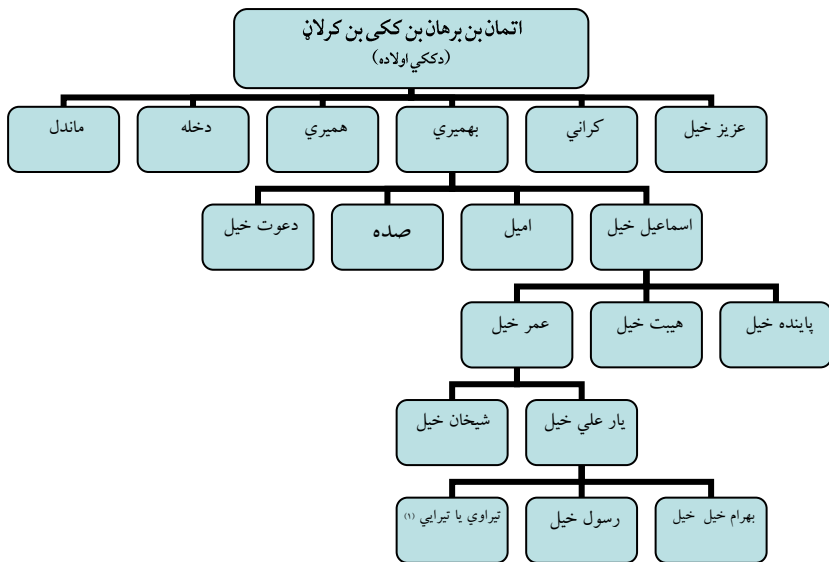 اتمان بن برهان بن ککی بن کرلاڼ
(دککي اولاده)
عزيز خيل
کراني
بهميري
هميري
دخله
ماندل
اسماعيل خيل
اميل
صده
دعوت خيل
پاينده خيل
هيبت خيل
عمر خيل
يار علي خيل
شيخان خيل
بهرام خيل خيل
رسول خيل
تيراوي يا تيرايي (۱)